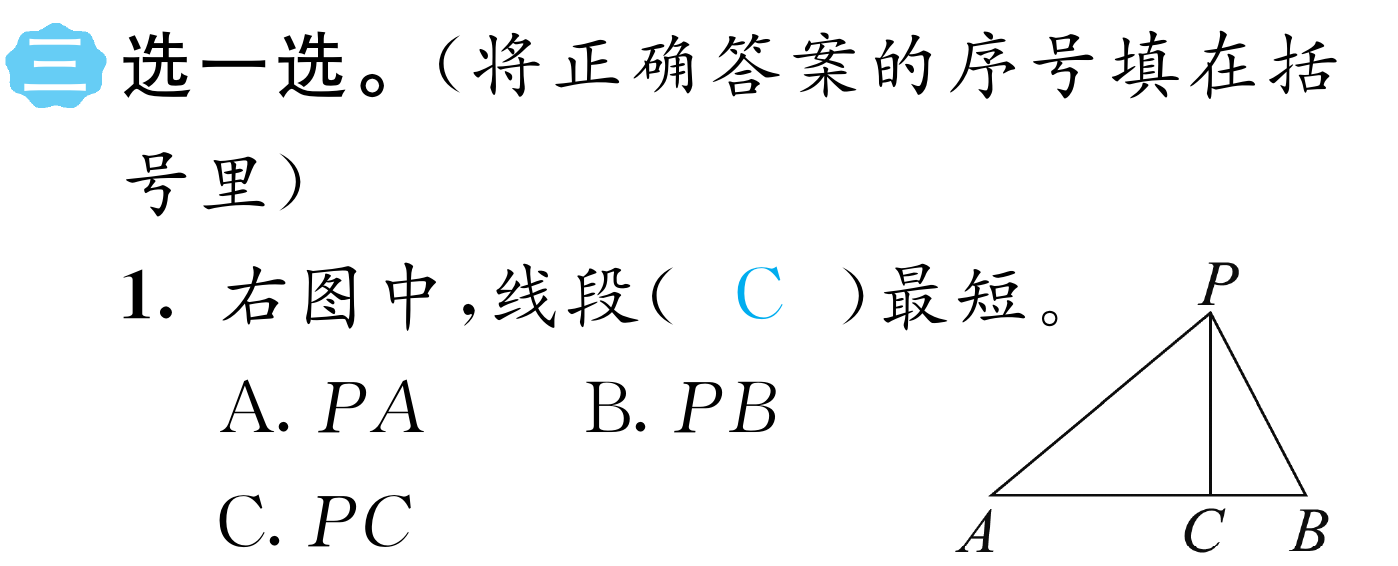 三 选一选。(将正确答案的序号填在括
号里)
1. 右图中,线段( C )最短。
A. PA B. PB
C. PC
P
A C B